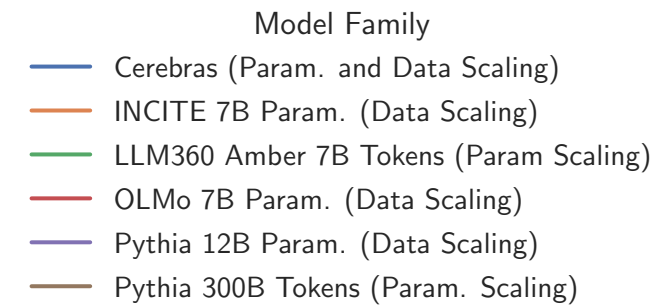 Model Family
Cerebras (Param. and Data Scaling)
INCITE 7B Param. (Data Scaling)
LLM360 Amber 7B Tokens (Param Scaling)
OLMo 7B Param. (Data Scaling)
Pythia 12B Param. (Data Scaling)
Pythia 300B Tokens (Param. Scaling)